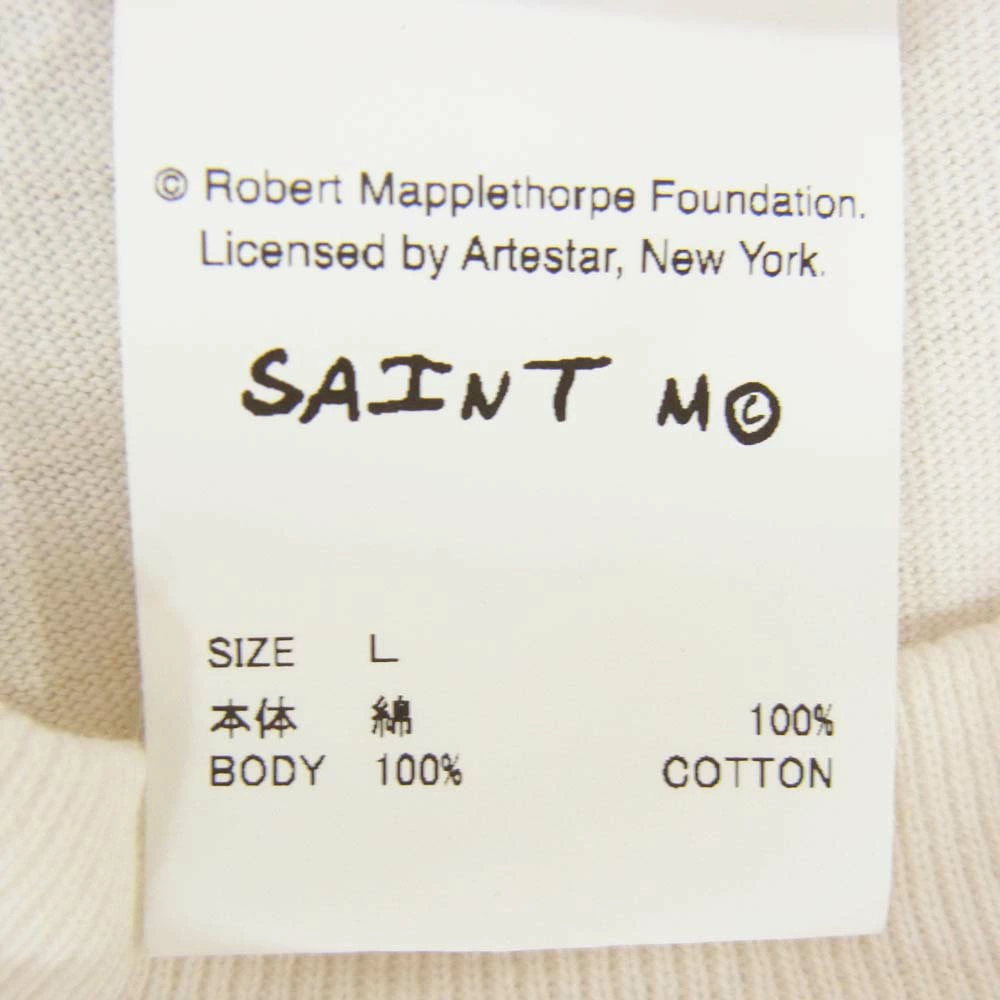 © Robert Mapplethorpe Foundation.
Licensed by Artestar, New York.
SAINT M©
SIZE L
本体 綿 100%
BODY 100% COTTON